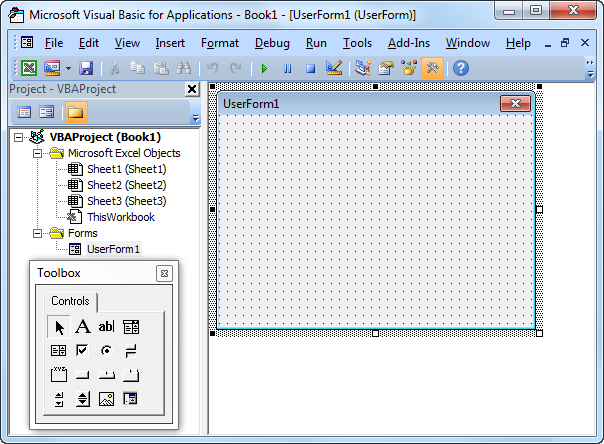 Microsoft Visual Basic for Applications - Book1 - [UserForm1 (UserForm)]
File Edit View Insert Format Debug Run Tools Add-Ins Window Help
Project - VBAProject
VBAProject (Book1)
Microsoft Excel Objects
Sheet1 (Sheet1)
Sheet2 (Sheet2)
Sheet3 (Sheet3)
ThisWorkbook
Forms
UserForm1
UserForm1
Toolbox
Controls
A ab|
XYZ